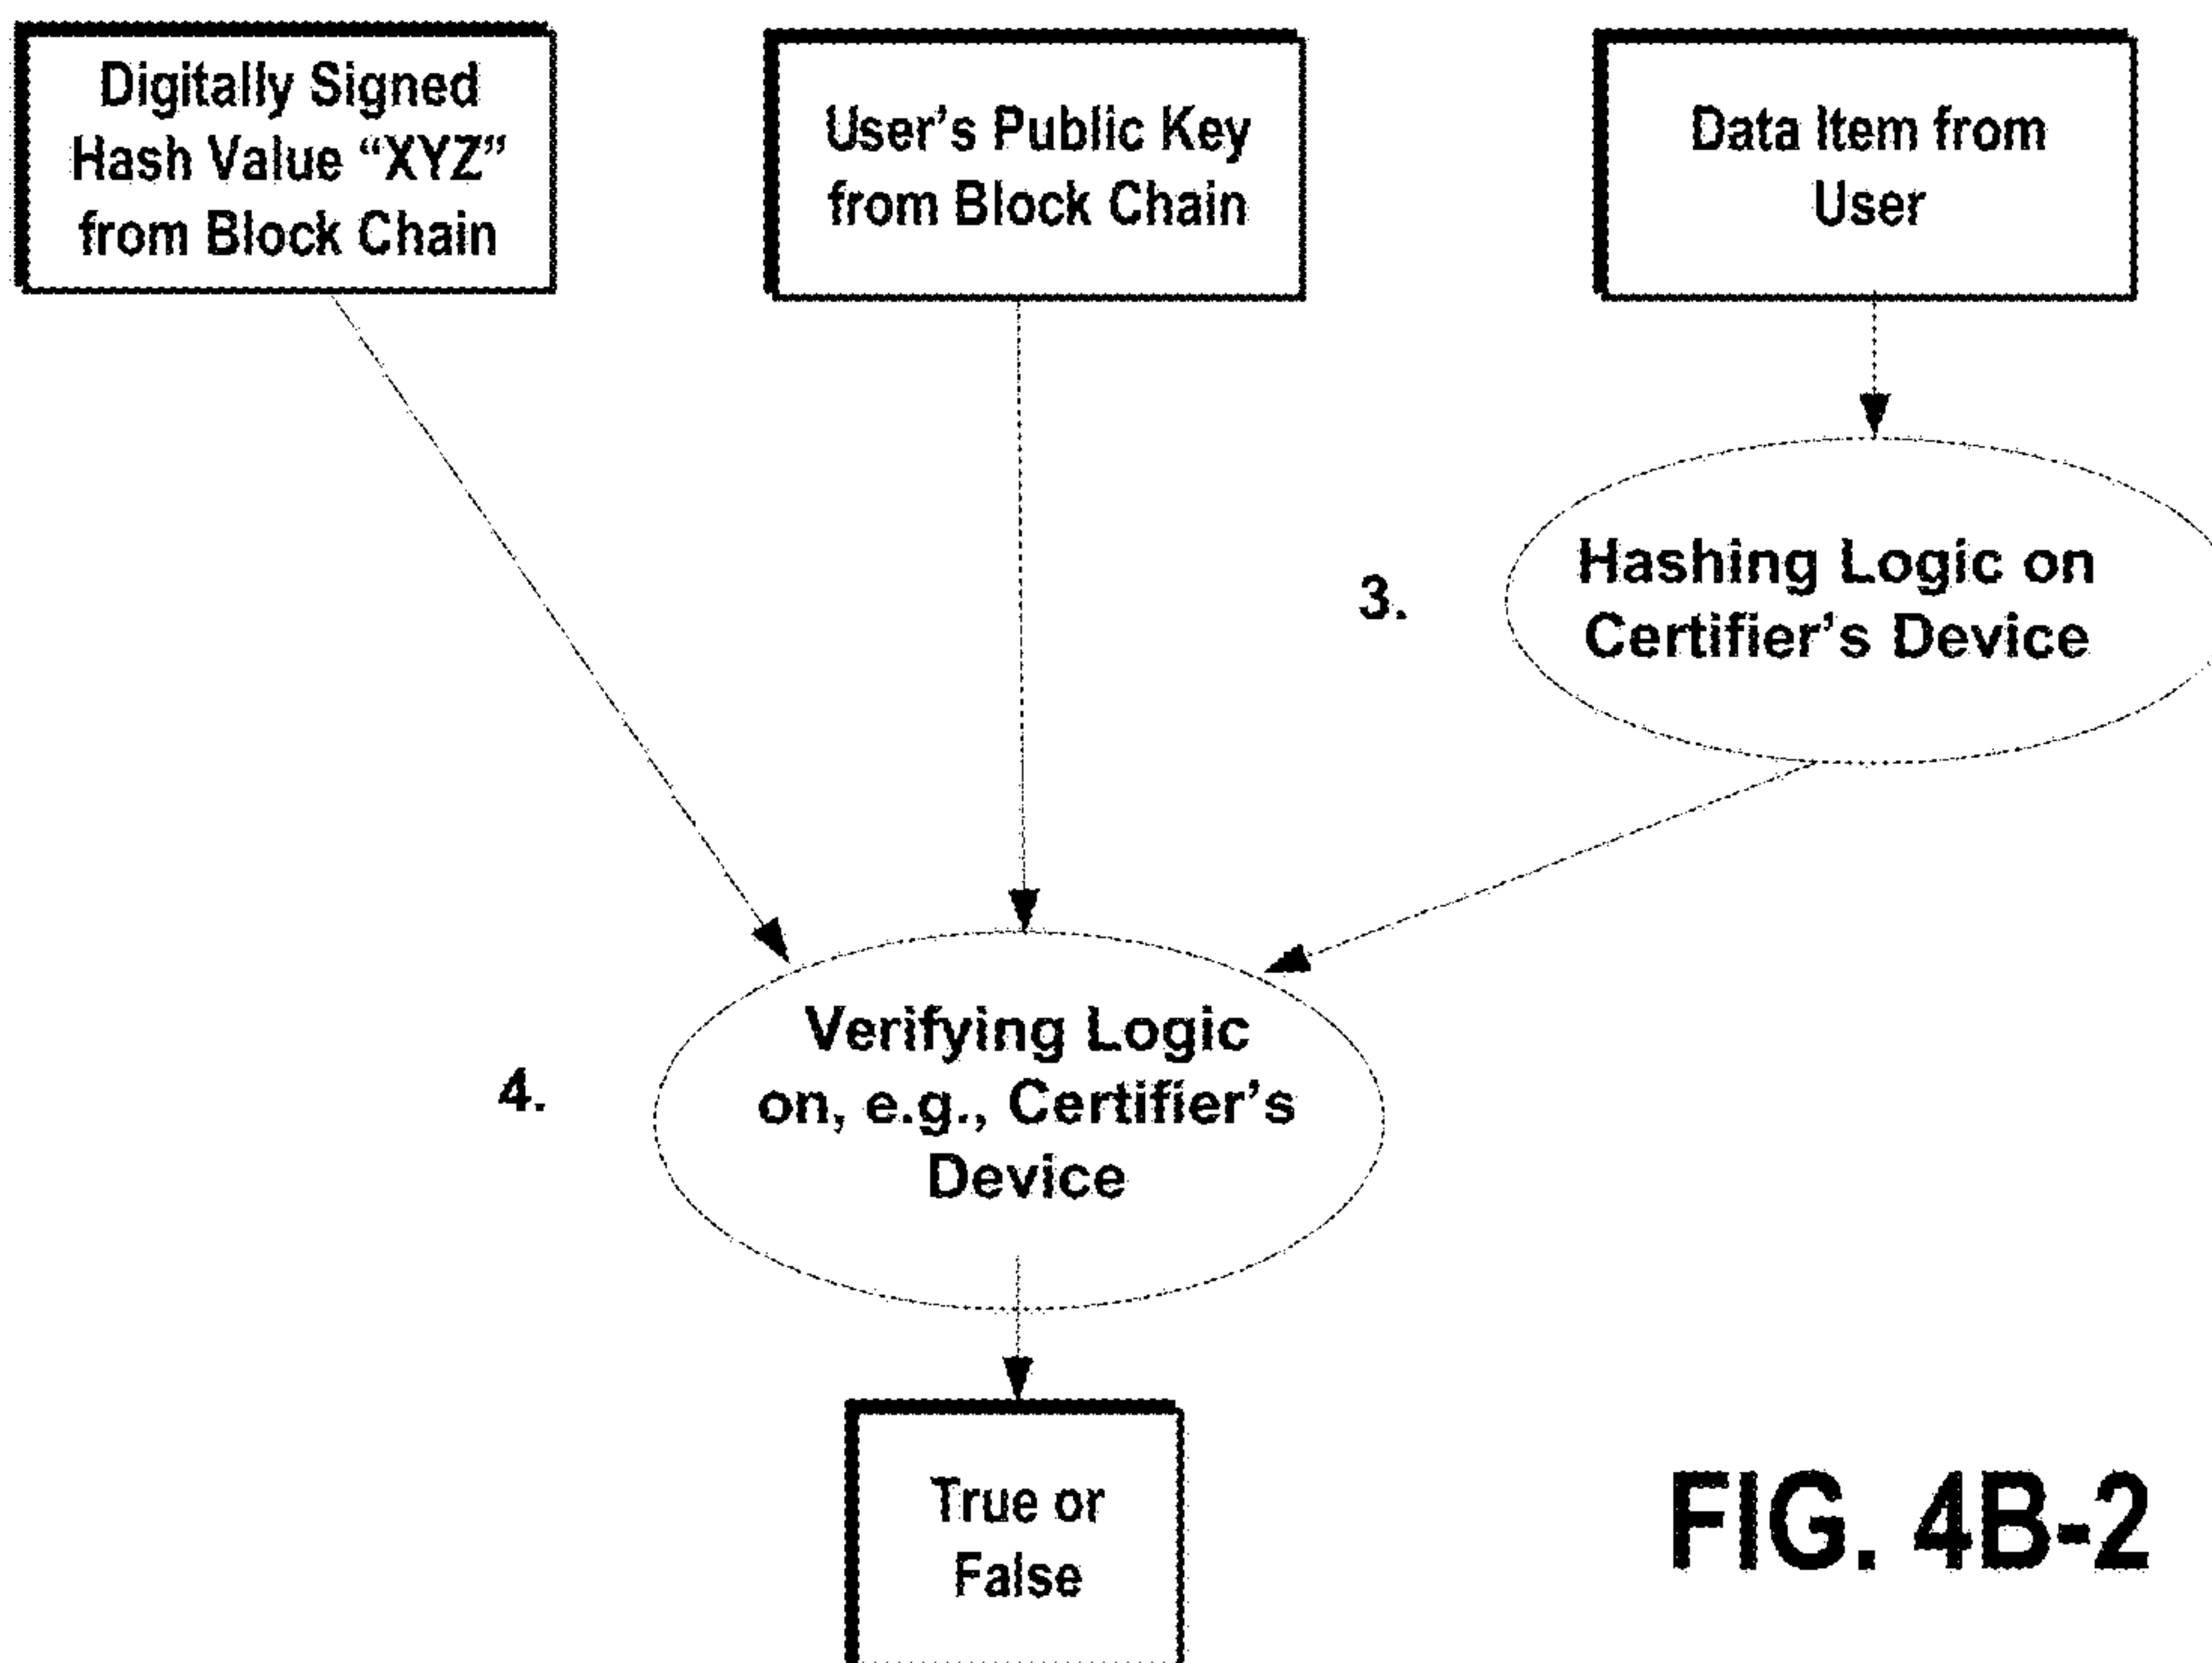 Digitally Signed
Hash Value “XYZ”
from Block Chain
User’s Public Key
from Block Chain
Data Item from
User
3.
Hashing Logic on
Certifier’s Device
4.
Verifying Logic
on, e.g., Certifier’s
Device
True or
False
FIG. 4B-2